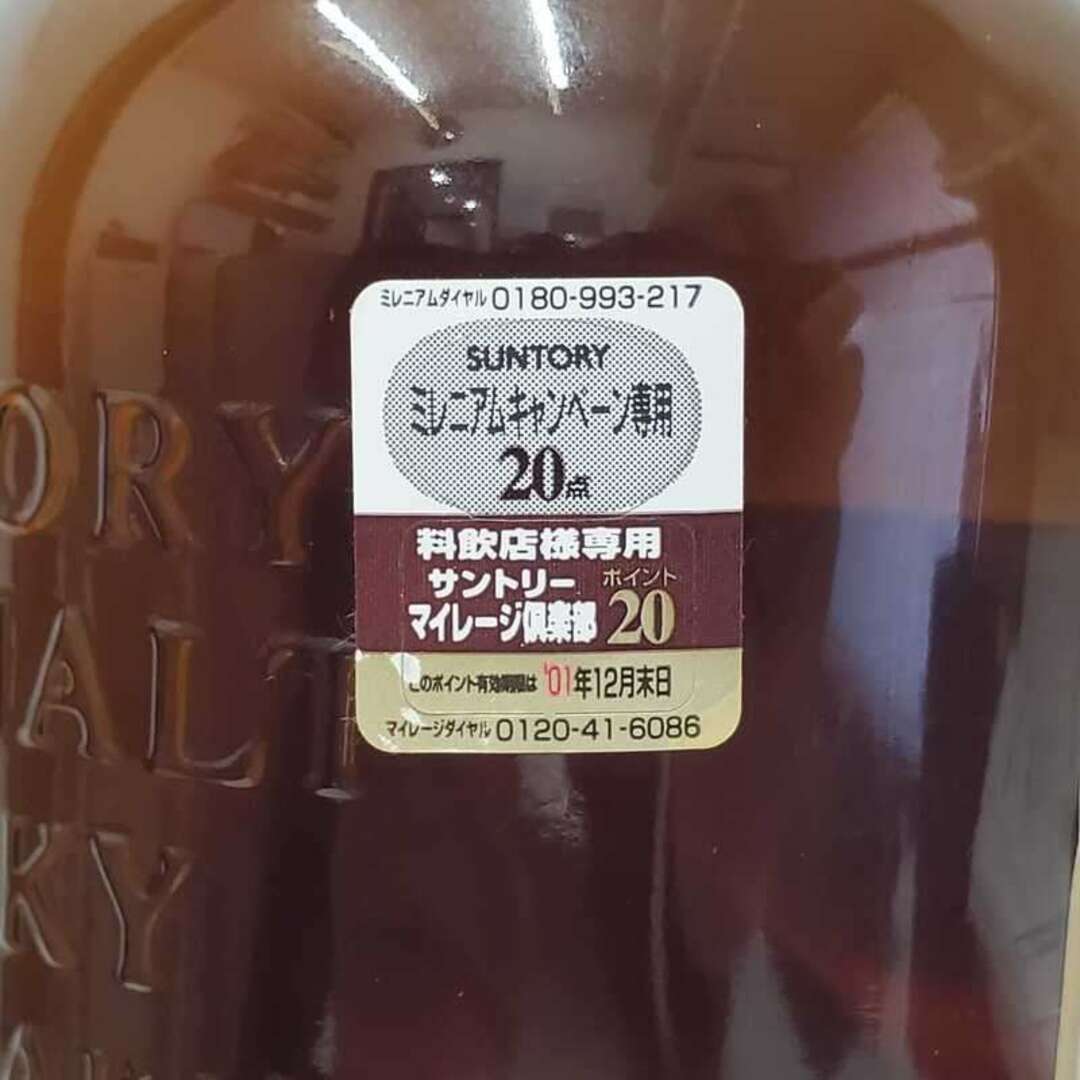 ミレニアムダイヤル 0180-993-217
SUNTORY
ミレニアムキャンペーン専用
20点
料飲店様専用
サントリー ポイント
マイレージ倶楽部 20
このポイント有効期限は '01年12月末日
マイレージダイヤル 0120-41-6086
ORY
ALT
KY